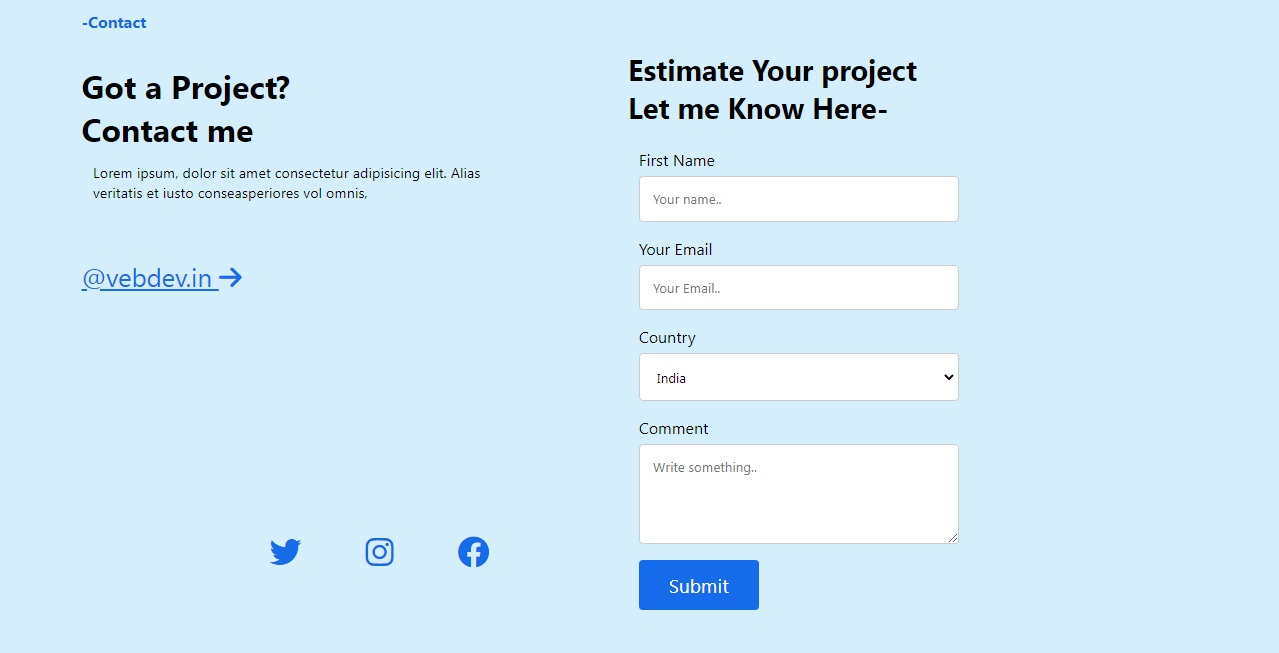 -Contact
Got a Project?
Contact me
Lorem ipsum, dolor sit amet consectetur adipisicing elit. Alias
veritatis et iusto conseasperiores vol omnis,
@vebdev.in
Estimate Your project
Let me Know Here-
First Name
Your name..
Your Email
Your Email..
Country
India
Comment
Write something..
Submit